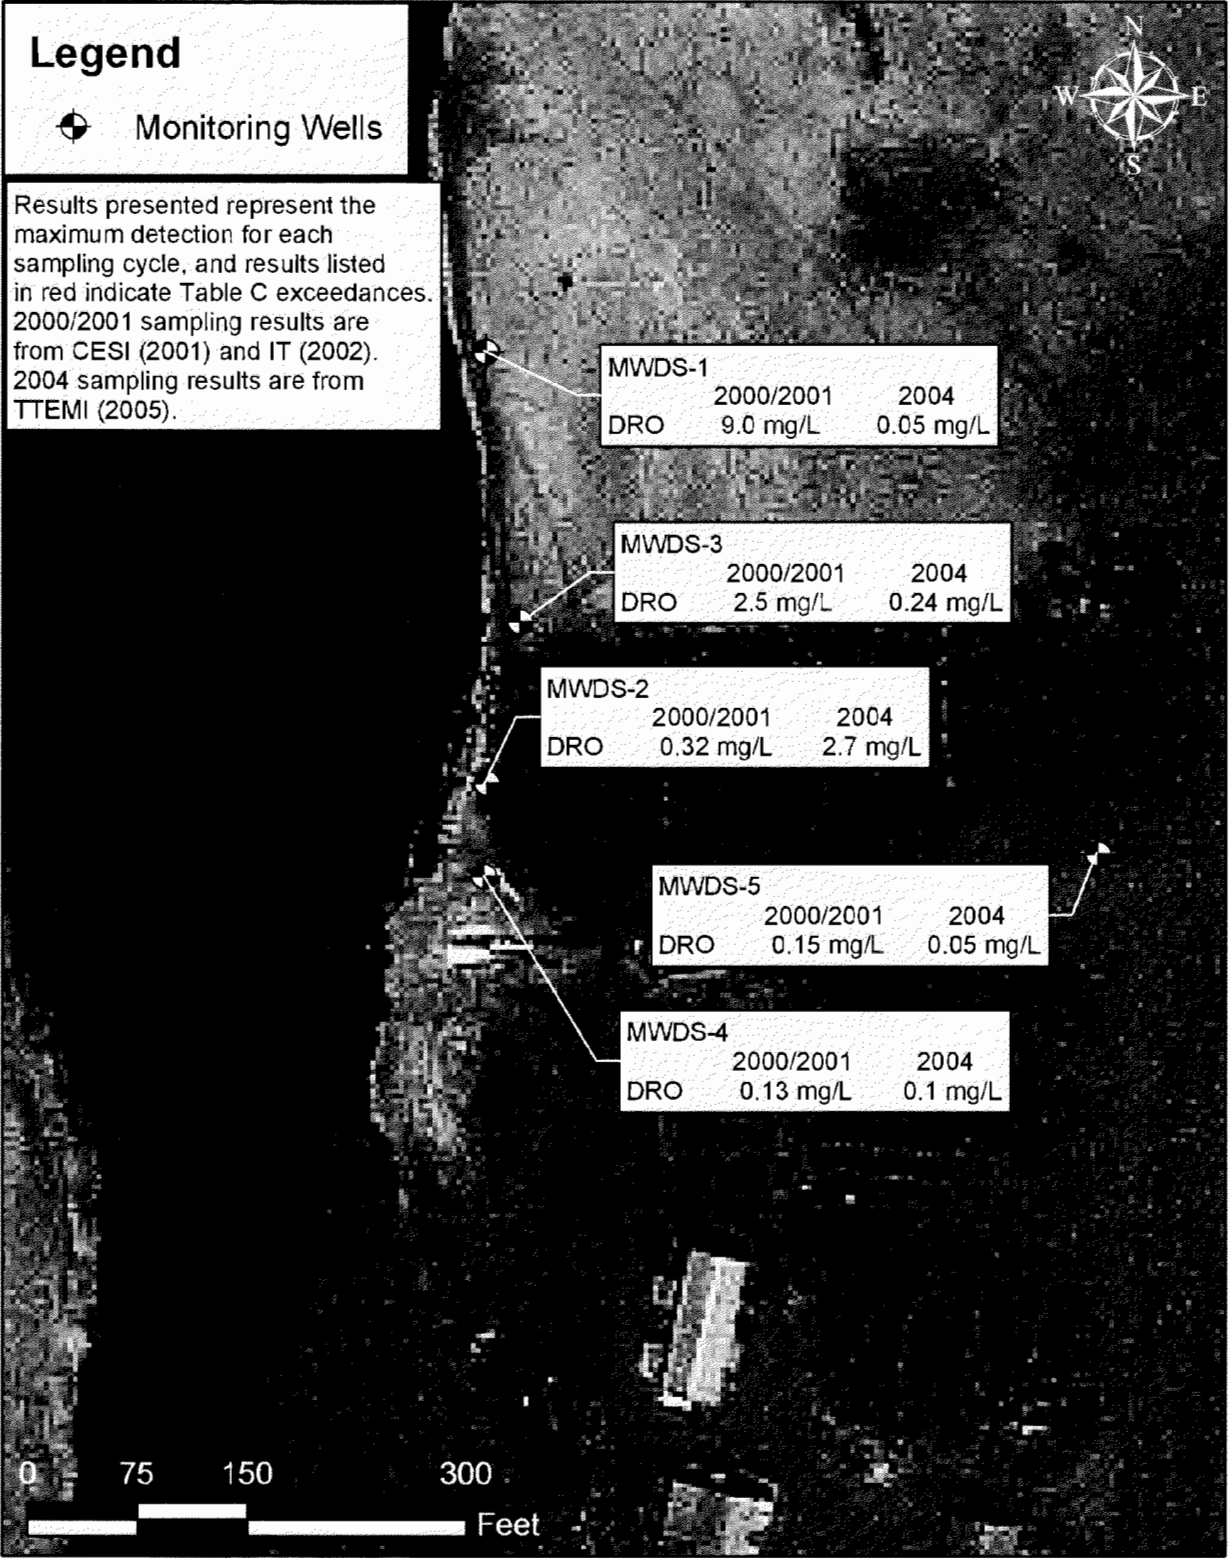 Legend
Monitoring Wells
Results presented represent the
maximum detection for each
sampling cycle, and results listed
in red indicate Table C exceedances.
2000/2001 sampling results are
from CESI (2001) and IT (2002).
2004 sampling results are from
TTEMI (2005).
N
W E
S
MWDS-1
2000/2001 2004
DRO 9.0 mg/L 0.05 mg/L
MWDS-3
2000/2001 2004
DRO 2.5 mg/L 0.24 mg/L
MWDS-2
2000/2001 2004
DRO 0.32 mg/L 2.7 mg/L
MWDS-5
2000/2001 2004
DRO 0.15 mg/L 0.05 mg/L
MWDS-4
2000/2001 2004
DRO 0.13 mg/L 0.1 mg/L
0 75 150 300
Feet